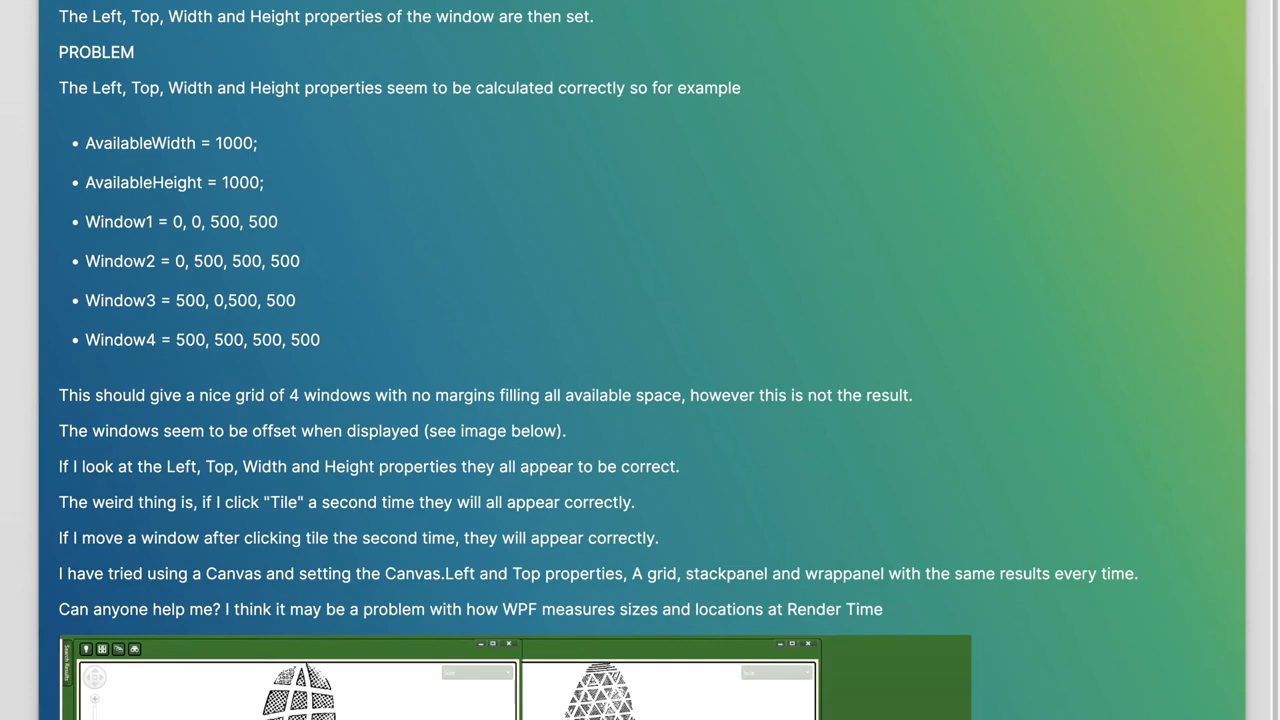 The Left, Top, Width and Height properties of the window are then set.
PROBLEM
The Left, Top, Width and Height properties seem to be calculated correctly so for example
• AvailableWidth = 1000;
• AvailableHeight = 1000;
• Window1 = 0, 0, 500, 500
• Window2 = 0, 500, 500, 500
• Window3 = 500, 0,500, 500
• Window4 = 500, 500, 500, 500
This should give a nice grid of 4 windows with no margins filling all available space, however this is not the result.
The windows seem to be offset when displayed (see image below).
If I look at the Left, Top, Width and Height properties they all appear to be correct.
The weird thing is, if I click "Tile" a second time they will all appear correctly.
If I move a window after clicking tile the second time, they will appear correctly.
I have tried using a Canvas and setting the Canvas.Left and Top properties, A grid, stackpanel and wrappanel with the same results every time.
Can anyone help me? I think it may be a problem with how WPF measures sizes and locations at Render Time
Search Results